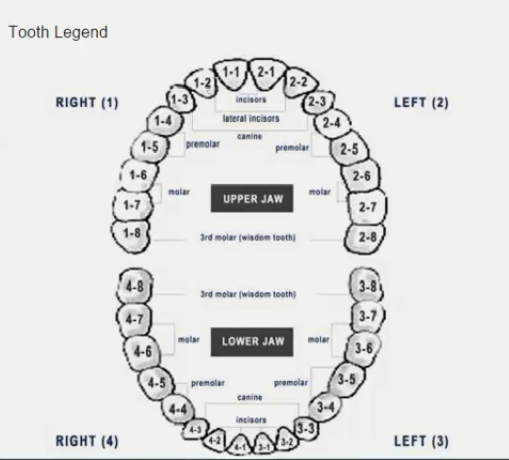 Tooth Legend
1-1 2-1
1-2 2-2
1-3 2-3
RIGHT (1) LEFT (2)
incisors
lateral incisors
1-4 2-4
canine
1-5 premolar premolar 2-5
1-6 2-6
molar UPPER JAW molar
1-7 2-7
1-8 3rd molar (wisdom tooth) 2-8
4-8 3rd molar (wisdom tooth) 3-8
4-7 3-7
molar LOWER JAW molar
4-6 3-6
4-5 premolar premolar 3-5
canine
4-4 3-4
incisors
4-3 3-3
RIGHT (4) 4-2 4-1 3-1 3-2 LEFT (3)